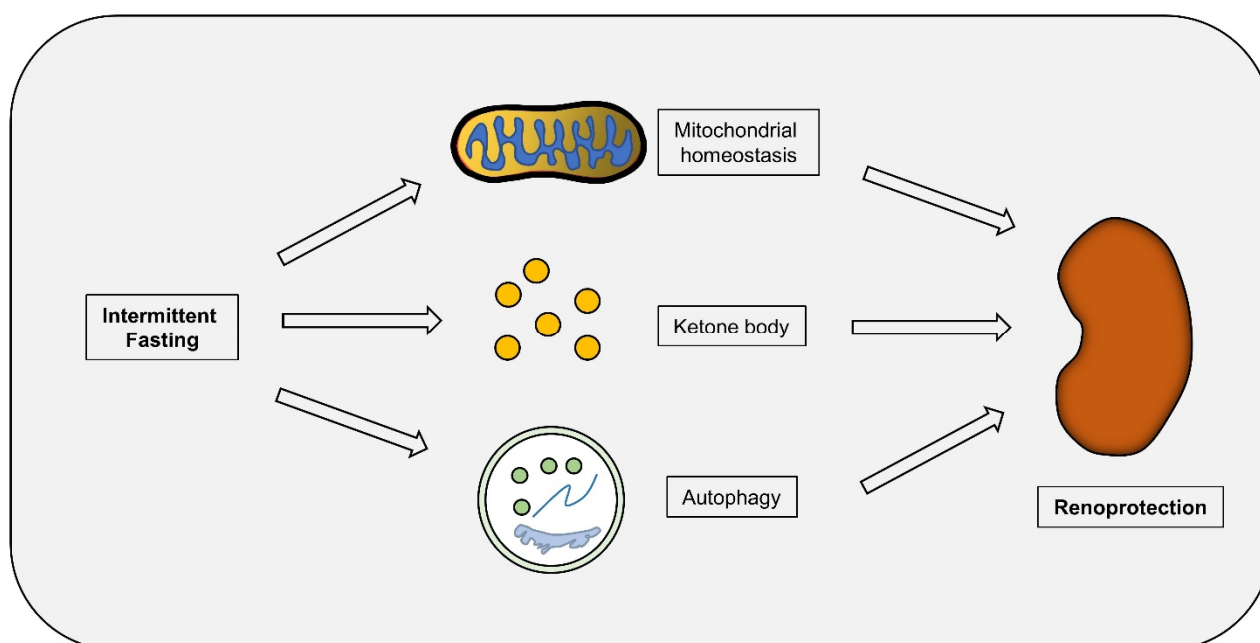 Mitochondrial
homeostasis
Intermittent
Fasting
Ketone body
Autophagy
Renoprotection